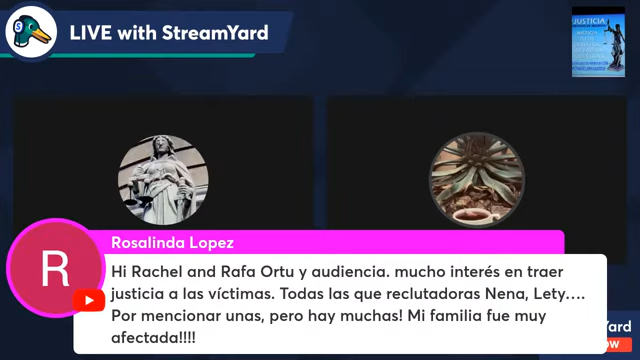 LIVE with StreamYard
JUSTICIA
Rosalinda Lopez
R
Hi Rachel and Rafa Ortu y audiencia. mucho interés en traer
justicia a las víctimas. Todas las que reclutadoras Nena, Lety….
Por mencionar unas, pero hay muchas! Mi familia fue muy
afectada!!!!